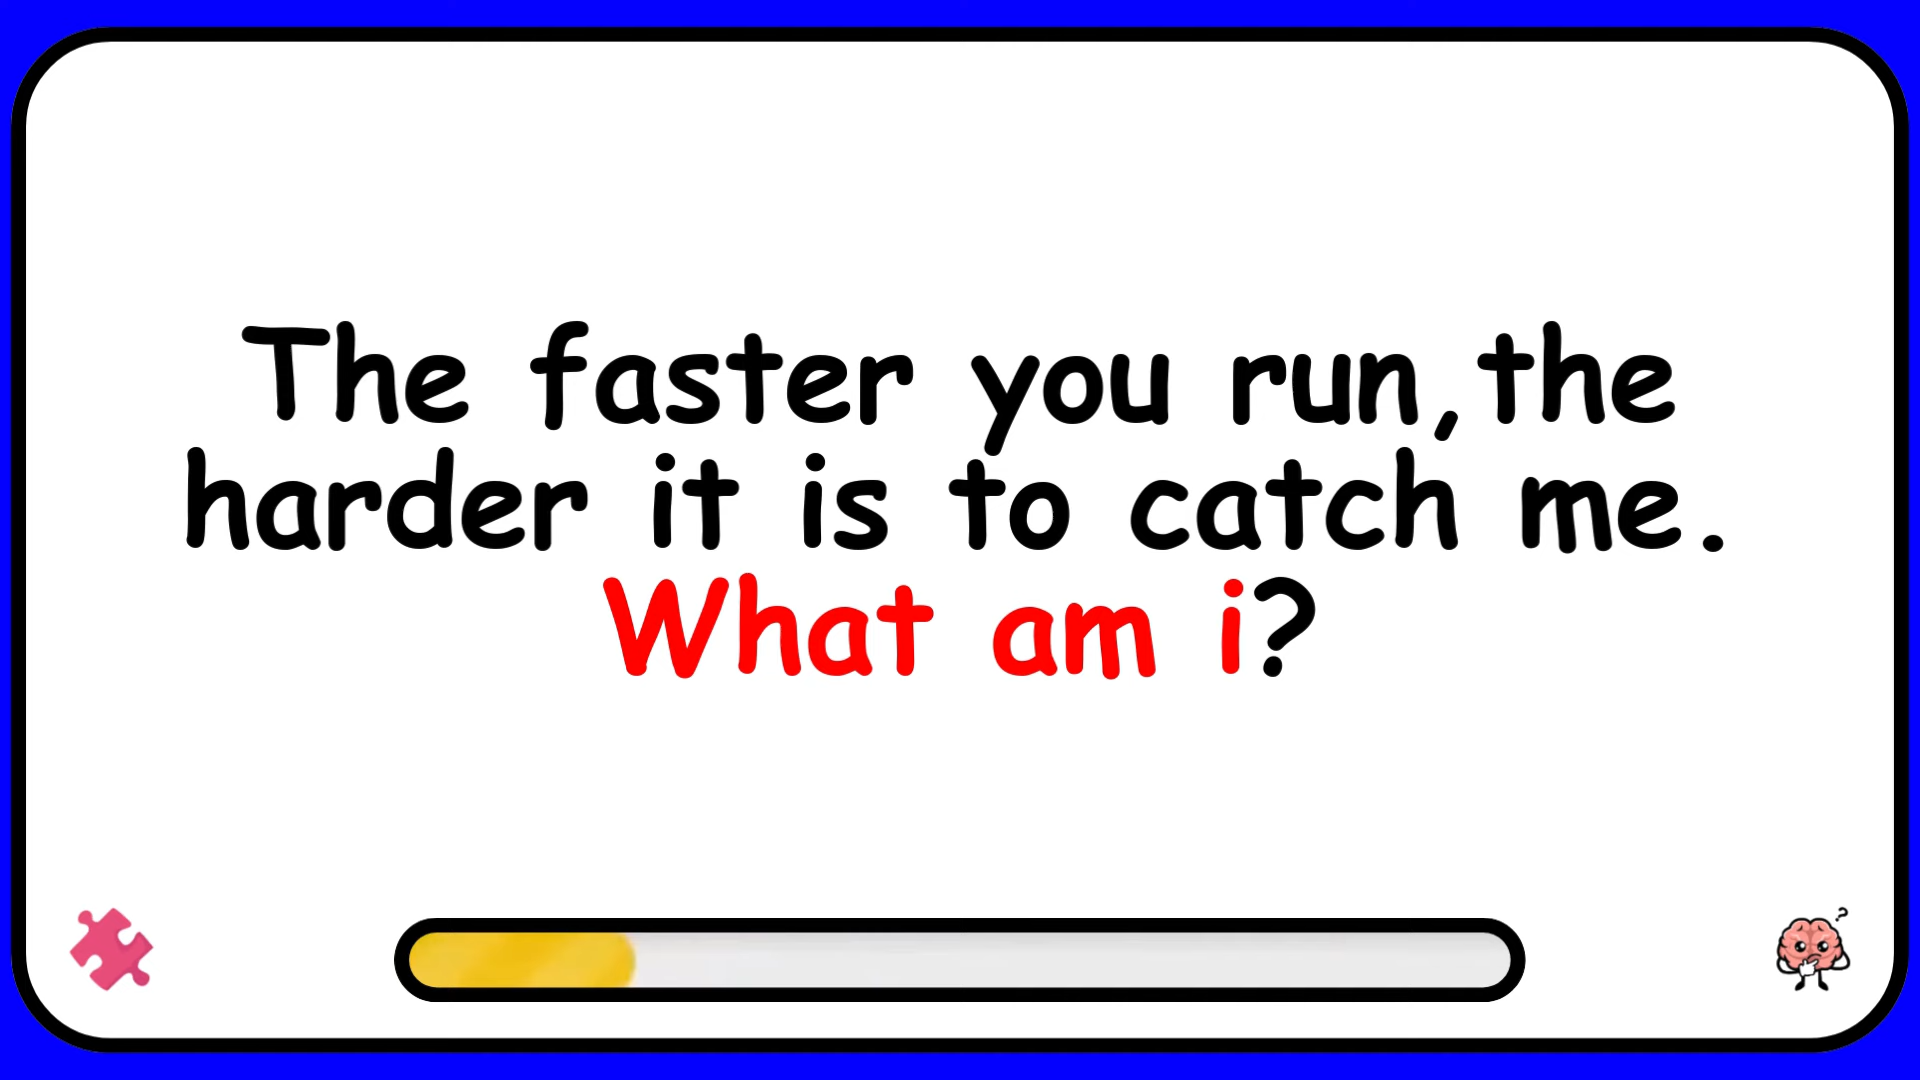 The faster you run,the
harder it is to catch me.
What am i?
?